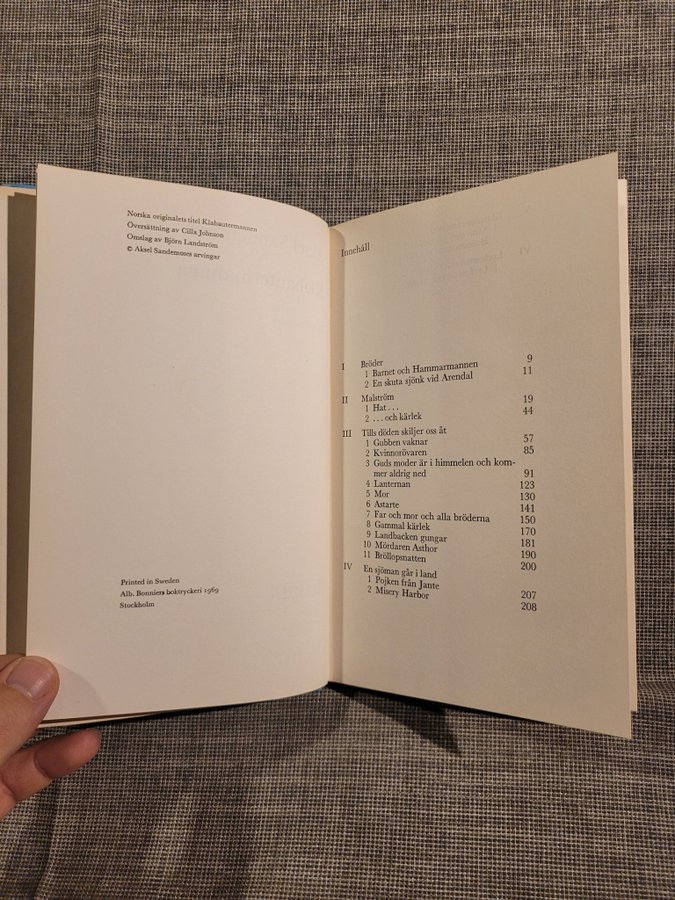 Norska originalets titel Klabautermannen
Översättning av Cilla Johnson
Omslag av Björn Landström
© Aksel Sandemoses arvingar
Printed in Sweden
Alb. Bonniers boktryckeri 1969
Stockholm
Innehåll
I Bröder
1 Barnet och Hammarmannen 9
2 En skuta sjönk vid Arendal 11
II Malström
1 Hat . . . 19
2 . . . och kärlek 44
III Tills döden skiljer oss åt
1 Gubben vaknar 57
2 Kvinnorövaren 85
3 Guds moder är i himmelen och kom-
mer aldrig ned 91
4 Lanternan 123
5 Mor 130
6 Astarte 141
7 Far och mor och alla bröderna 150
8 Gammal kärlek 170
9 Landbacken gungar 181
10 Mördaren Asthor 190
11 Bröllopsnatten 200
IV En sjöman går i land
1 Pojken från Jante 207
2 Misery Harbor 208